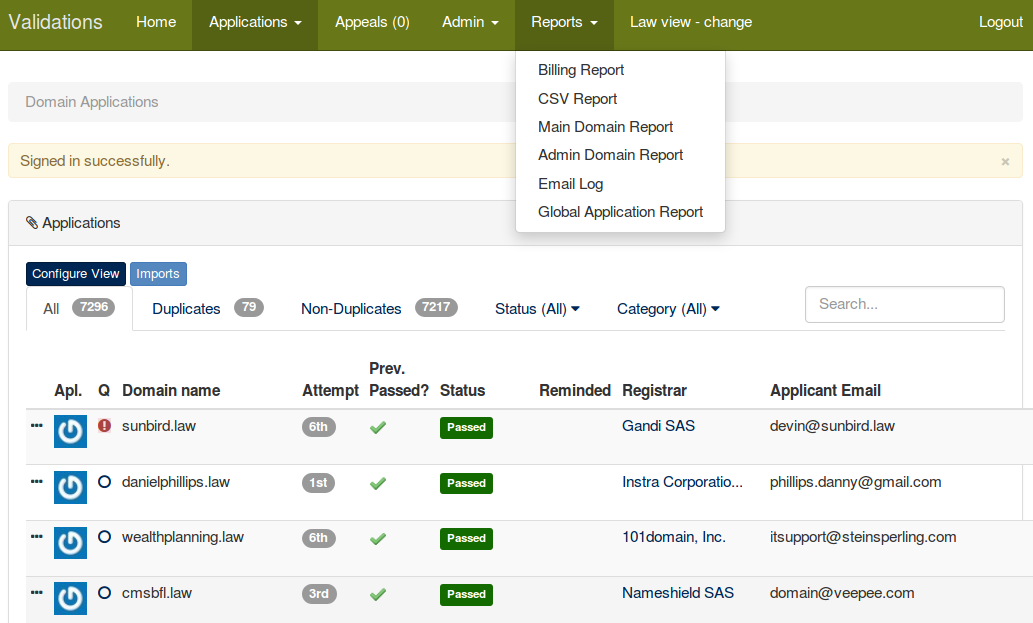 Validations Home Applications Appeals (0) Admin Reports Law view - change Logout
Billing Report
CSV Report
Main Domain Report
Admin Domain Report
Email Log
Global Application Report
Domain Applications
Signed in successfully. ×
Applications
Configure View Imports
All 7296 Duplicates 79 Non-Duplicates 7217 Status (All) Category (All) Search...
Prev.
Apl. Q Domain name Attempt Passed? Status Reminded Registrar Applicant Email
sunbird.law 6th Passed Gandi SAS devin@sunbird.law
danielphillips.law 1st Passed Instra Corporatio... phillips.danny@gmail.com
wealthplanning.law 6th Passed 101domain, Inc. itsupport@steinsperling.com
cmsbfl.law 3rd Passed Nameshield SAS domain@veepee.com